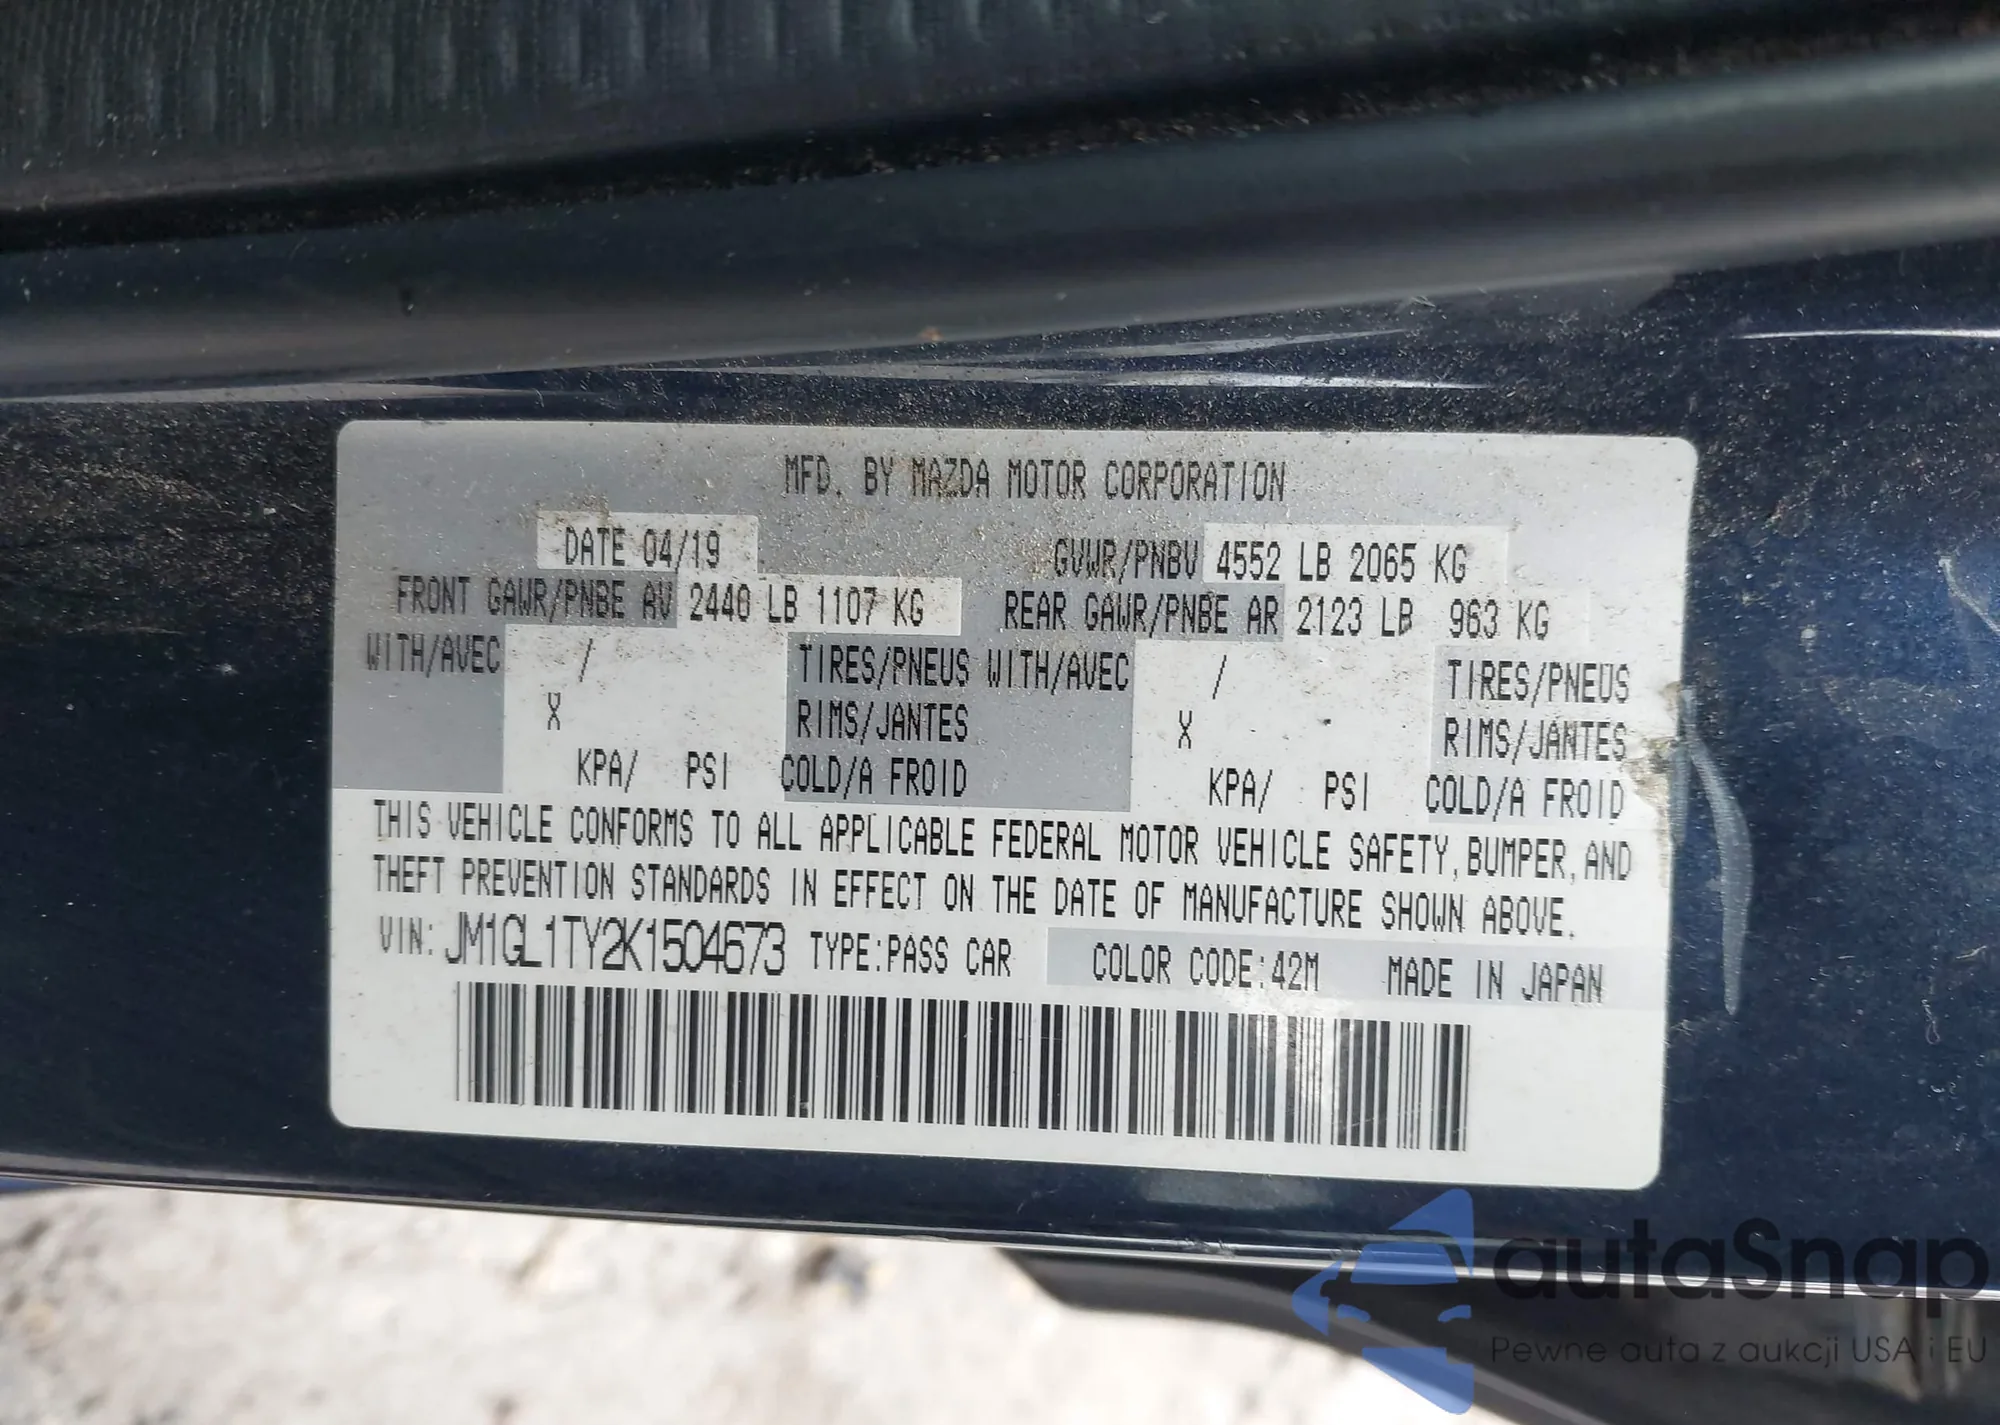 MFD. BY MAZDA MOTOR CORPORATION
DATE 04/19 GVWR/PNBV 4552 LB 2065 KG
FRONT GAWR/PNBE AV 2440 LB 1107 KG REAR GAWR/PNBE AR 2123 LB 963 KG
WITH/AVEC / TIRES/PNEUS WITH/AVEC / TIRES/PNEUS
X RIMS/JANTES X RIMS/JANTES
KPA/ PSI COLD/A FROID KPA/ PSI COLD/A FROID
THIS VEHICLE CONFORMS TO ALL APPLICABLE FEDERAL MOTOR VEHICLE SAFETY, BUMPER, AND
THEFT PREVENTION STANDARDS IN EFFECT ON THE DATE OF MANUFACTURE SHOWN ABOVE.
VIN: JM1GL1TY2K1504673 TYPE: PASS CAR COLOR CODE: 42M MADE IN JAPAN
autaSnap
Pewne auta z aukcji USA i EU